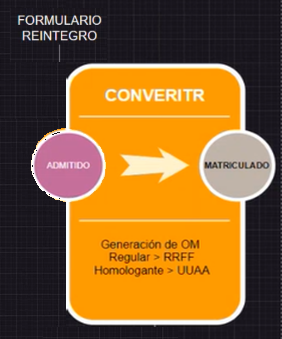 FORMULARIO
REINTEGRO
CONVERITR
ADMITIDO
MATRICULADO
Generación de OM
Regular > RRFF
Homologante > UUAA